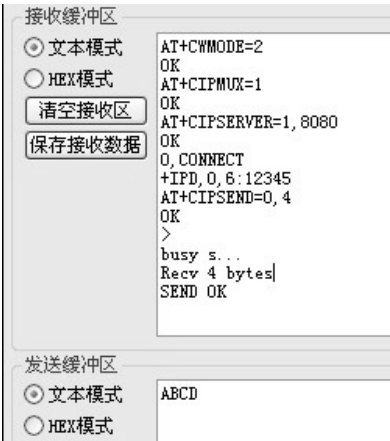 接收缓冲区
文本模式
HEX模式
清空接收区
保存接收数据
AT+CWMODE=2
OK
AT+CIPMUX=1
OK
AT+CIPSERVER=1,8080
OK
0,CONNECT
+IPD,0,6:12345
AT+CIPSEND=0,4
OK
>
busy s...
Recv 4 bytes
SEND OK
发送缓冲区
文本模式
HEX模式
ABCD